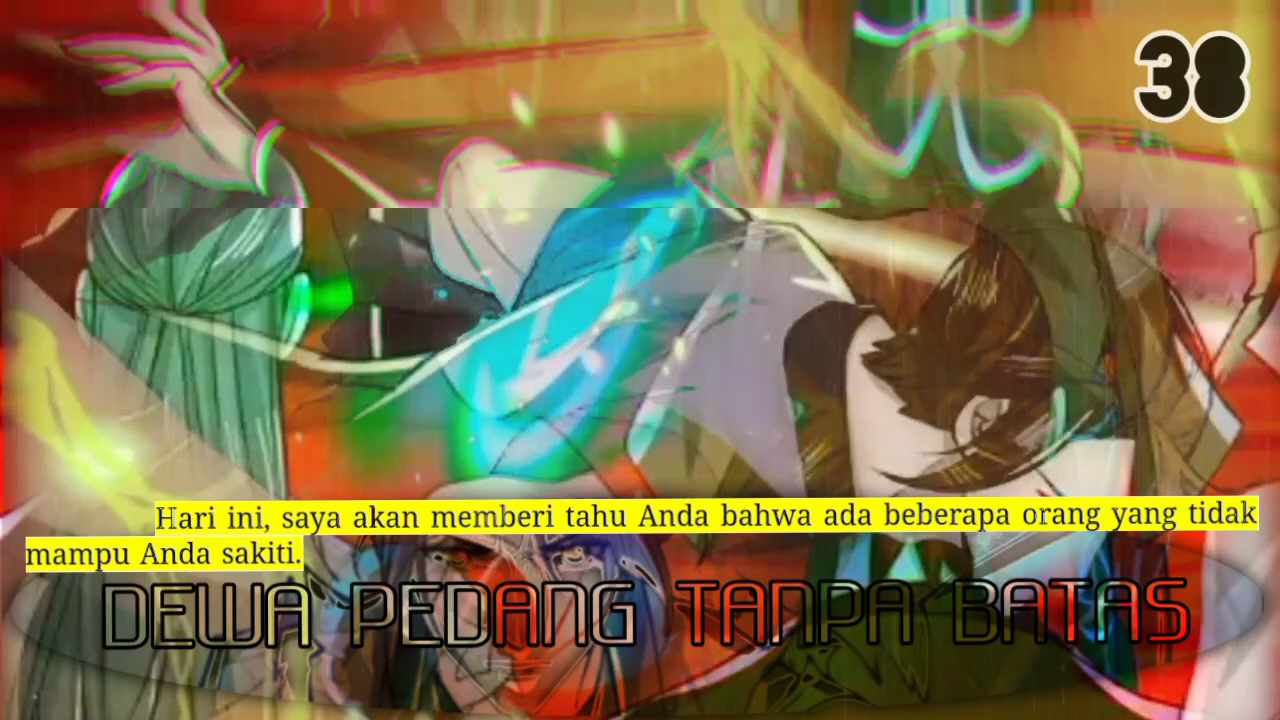 38
Hari ini, saya akan memberi tahu Anda bahwa ada beberapa orang yang tidak
mampu Anda sakiti.
DEWA PEDANG TANPA BATAS